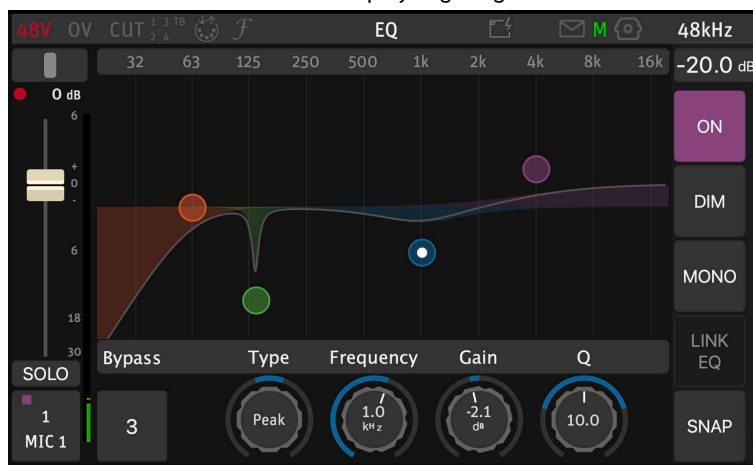 48V OV CUT 1 3 TB 2 4 F EQ M 48kHz
32 63 125 250 500 1k 2k 4k 8k 16k -20.0 dB
0 dB
6
+
0
-
6
18
30
SOLO
1
MIC 1
Bypass Type Frequency Gain Q
3 Peak 1.0 kHz -2.1 dB 10.0
ON
DIM
MONO
LINK
EQ
SNAP